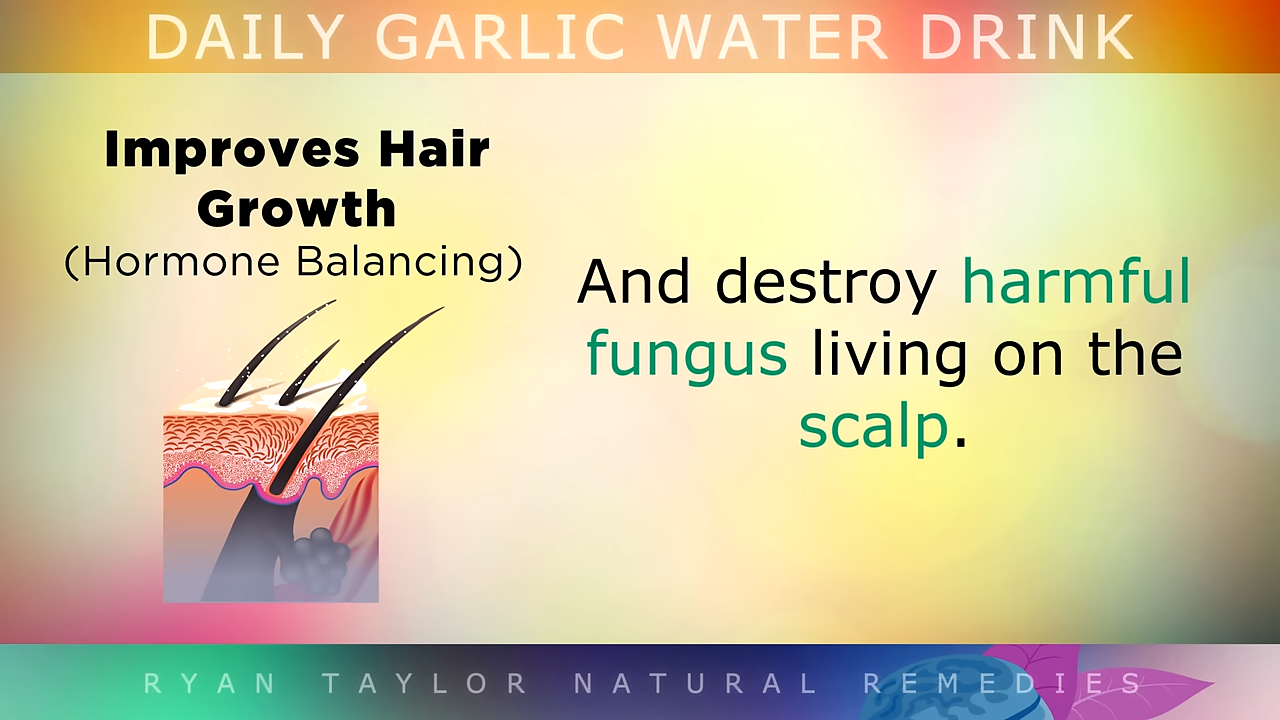 DAILY GARLIC WATER DRINK
Improves Hair
Growth
(Hormone Balancing)
And destroy harmful
fungus living on the
scalp.
RYAN TAYLOR NATURAL REMEDIES